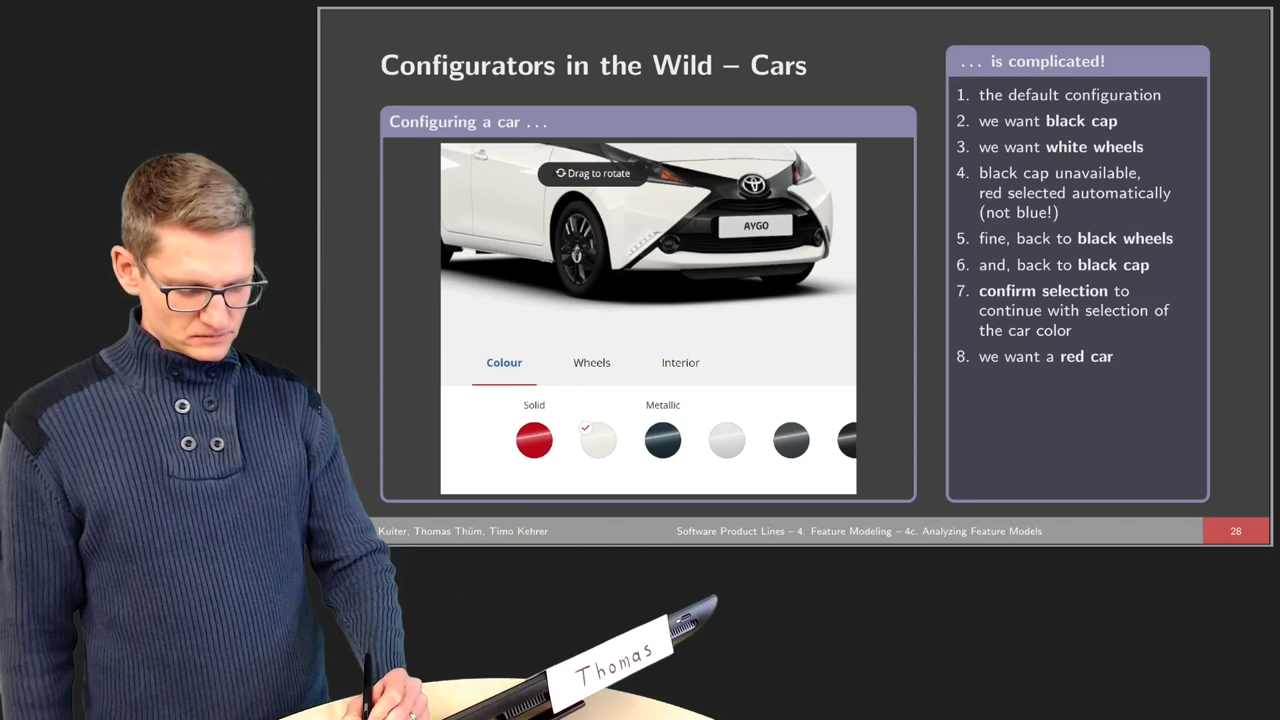 Configurators in the Wild – Cars
Configuring a car . . .
Drag to rotate
AYGO
Colour Wheels Interior
Solid Metallic
. . . is complicated!
1. the default configuration
2. we want black cap
3. we want white wheels
4. black cap unavailable,
red selected automatically
(not blue!)
5. fine, back to black wheels
6. and, back to black cap
7. confirm selection to
continue with selection of
the car color
8. we want a red car
Kuiter, Thomas Thüm, Timo Kehrer
Software Product Lines – 4. Feature Modeling – 4c. Analyzing Feature Models
28
Thomas